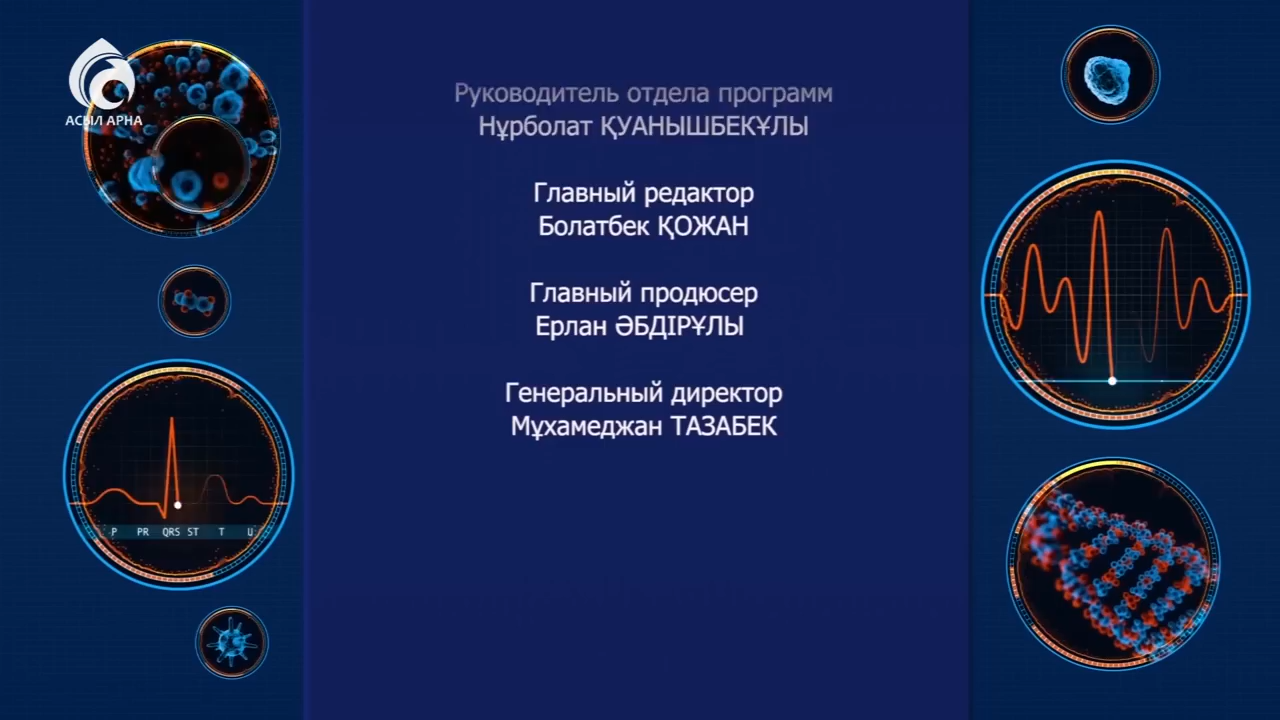 АСЫЛ АРНА
Руководитель отдела программ
Нұрболат ҚУАНЫШБЕКҰЛЫ
Главный редактор
Болатбек ҚОЖАН
Главный продюсер
Ерлан ӘБДІРҰЛЫ
Генеральный директор
Мұхамеджан ТАЗАБЕК
P PR QRS ST T U